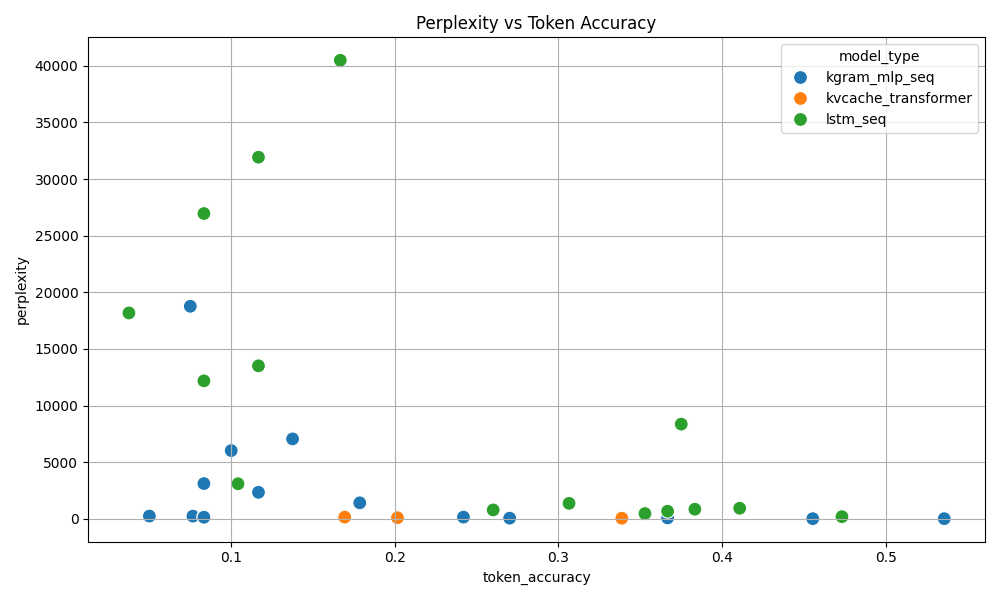 Perplexity vs Token Accuracy
model_type
kgram_mlp_seq
kvcache_transformer
lstm_seq
perplexity
40000
35000
30000
25000
20000
15000
10000
5000
0
0.1
0.2
0.3
0.4
0.5
token_accuracy